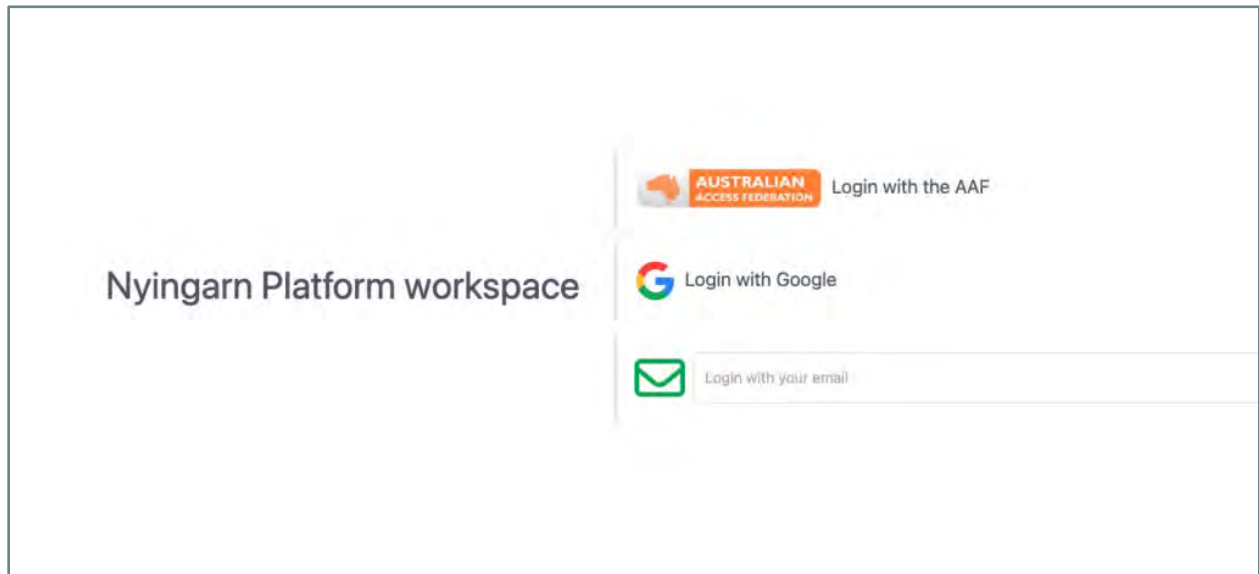 AUSTRALIAN
ACCESS FEDERATION
Login with the AAF
Nyingarn Platform workspace
Login with Google
Login with your email